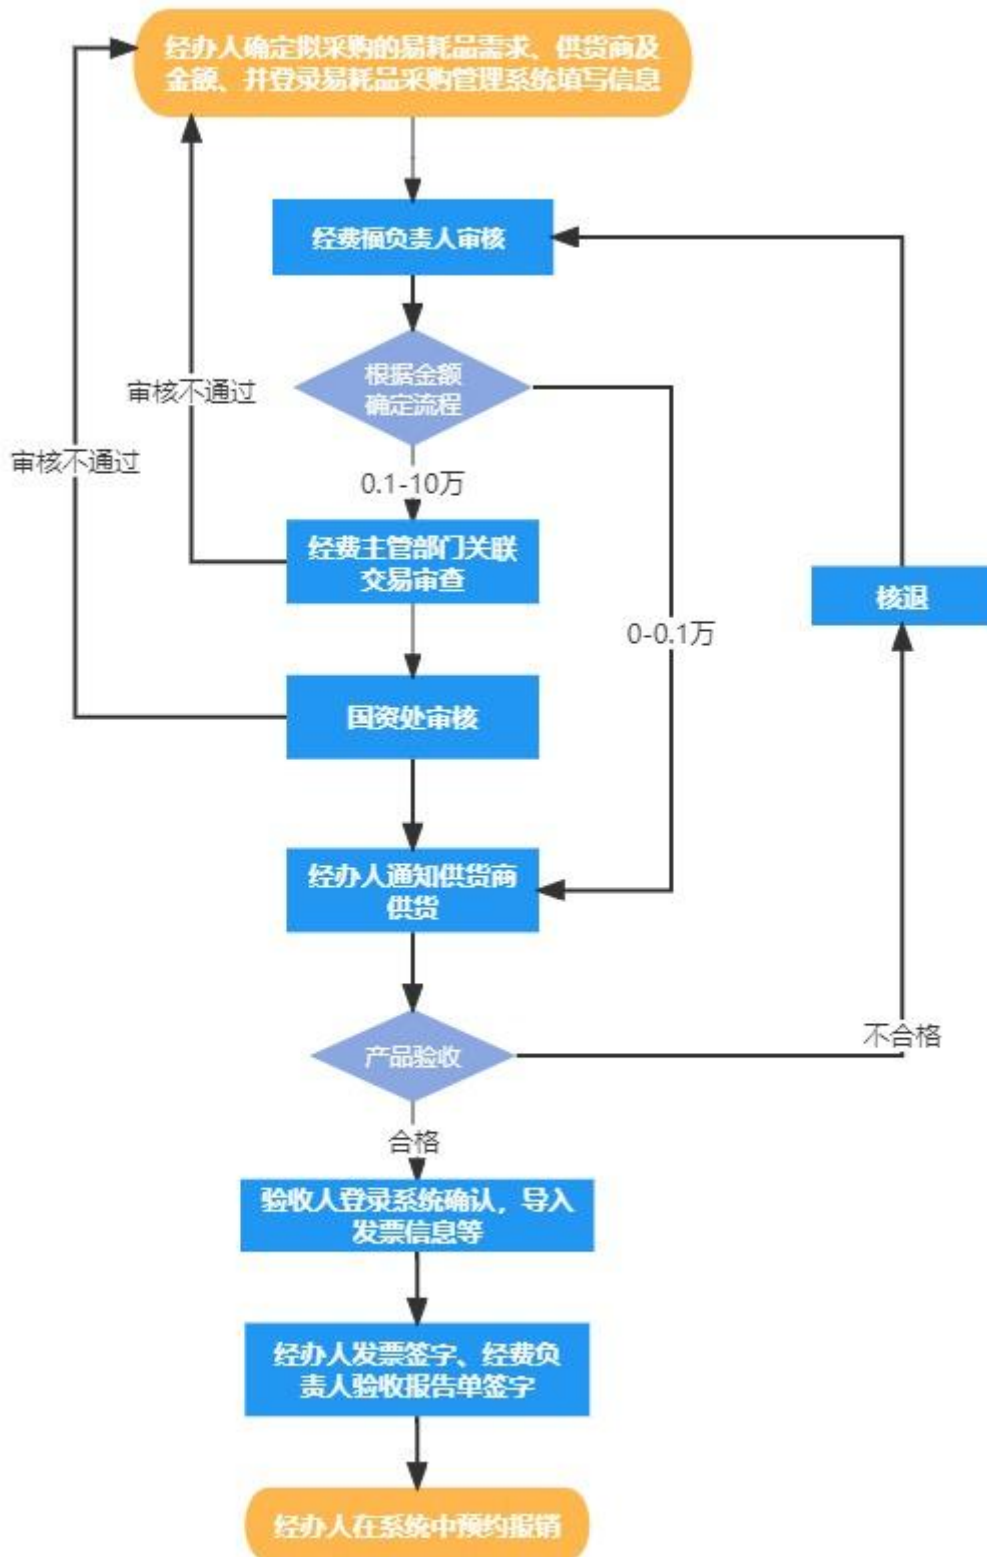 经办人确定拟采购的易耗品需求、供货商及
金额、并登录易耗品采购管理系统填写信息
经费福负责人审核
根据金额
确定流程
审核不通过
审核不通过
0.1-10万
经费主管部门关联
交易审查
核退
0-0.1万
国资处审核
经办人通知供货商
供货
不合格
产品验收
合格
验收人登录系统确认，导入
发票信息等
经办人发票签字、经费负
责人验收报告单签字
经办人在系统中预约报销